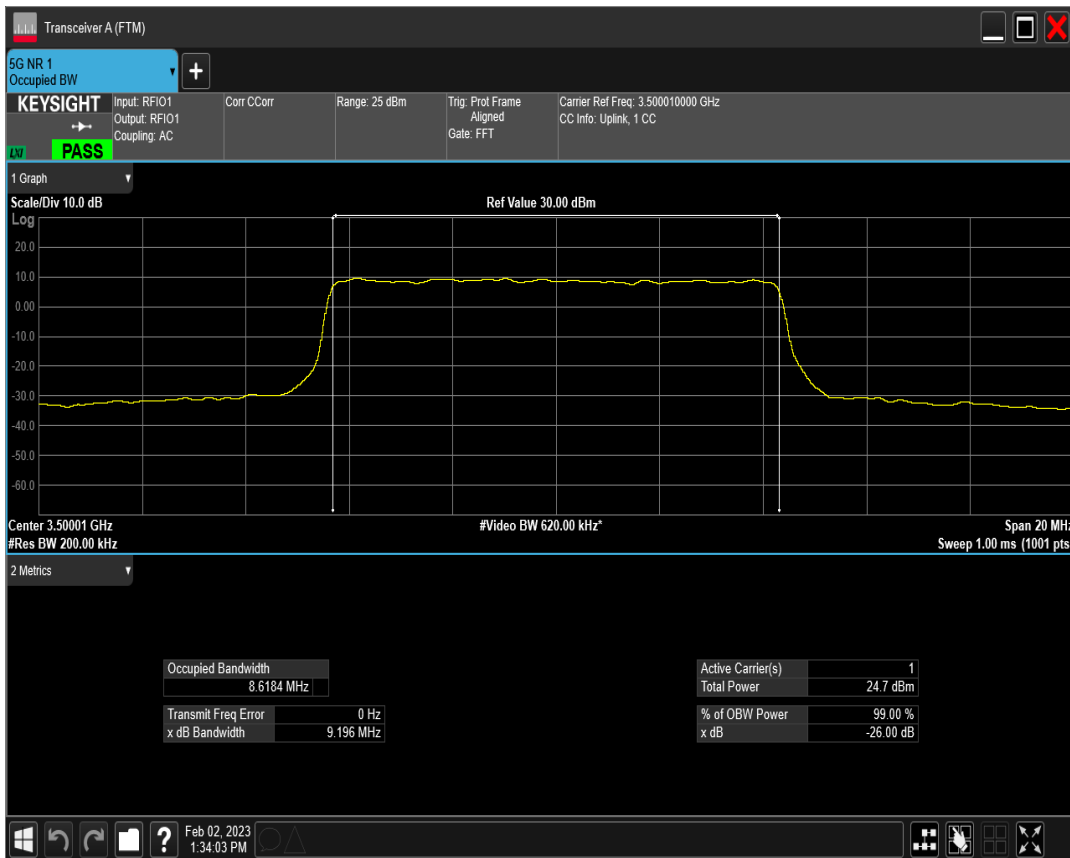 Transceiver A (FTM)
5G NR 1
Occupied BW
+
KEYSIGHT
LXI
PASS
Input: RFIO1
Output: RFIO1
Coupling: AC
Corr CCorr
Range: 25 dBm
Trig: Prot Frame
Aligned
Gate: FFT
Carrier Ref Freq: 3.500010000 GHz
CC Info: Uplink, 1 CC
1 Graph
Scale/Div 10.0 dB
Ref Value 30.00 dBm
Log
20.0
10.0
0.00
-10.0
-20.0
-30.0
-40.0
-50.0
-60.0
Center 3.50001 GHz
#Video BW 620.00 kHz*
Span 20 MHz
#Res BW 200.00 kHz
Sweep 1.00 ms (1001 pts
2 Metrics
Occupied Bandwidth
8.6184 MHz
Transmit Freq Error 0 Hz
x dB Bandwidth 9.196 MHz
Active Carrier(s) 1
Total Power 24.7 dBm
% of OBW Power 99.00 %
x dB -26.00 dB
?
Feb 02, 2023
1:34:03 PM